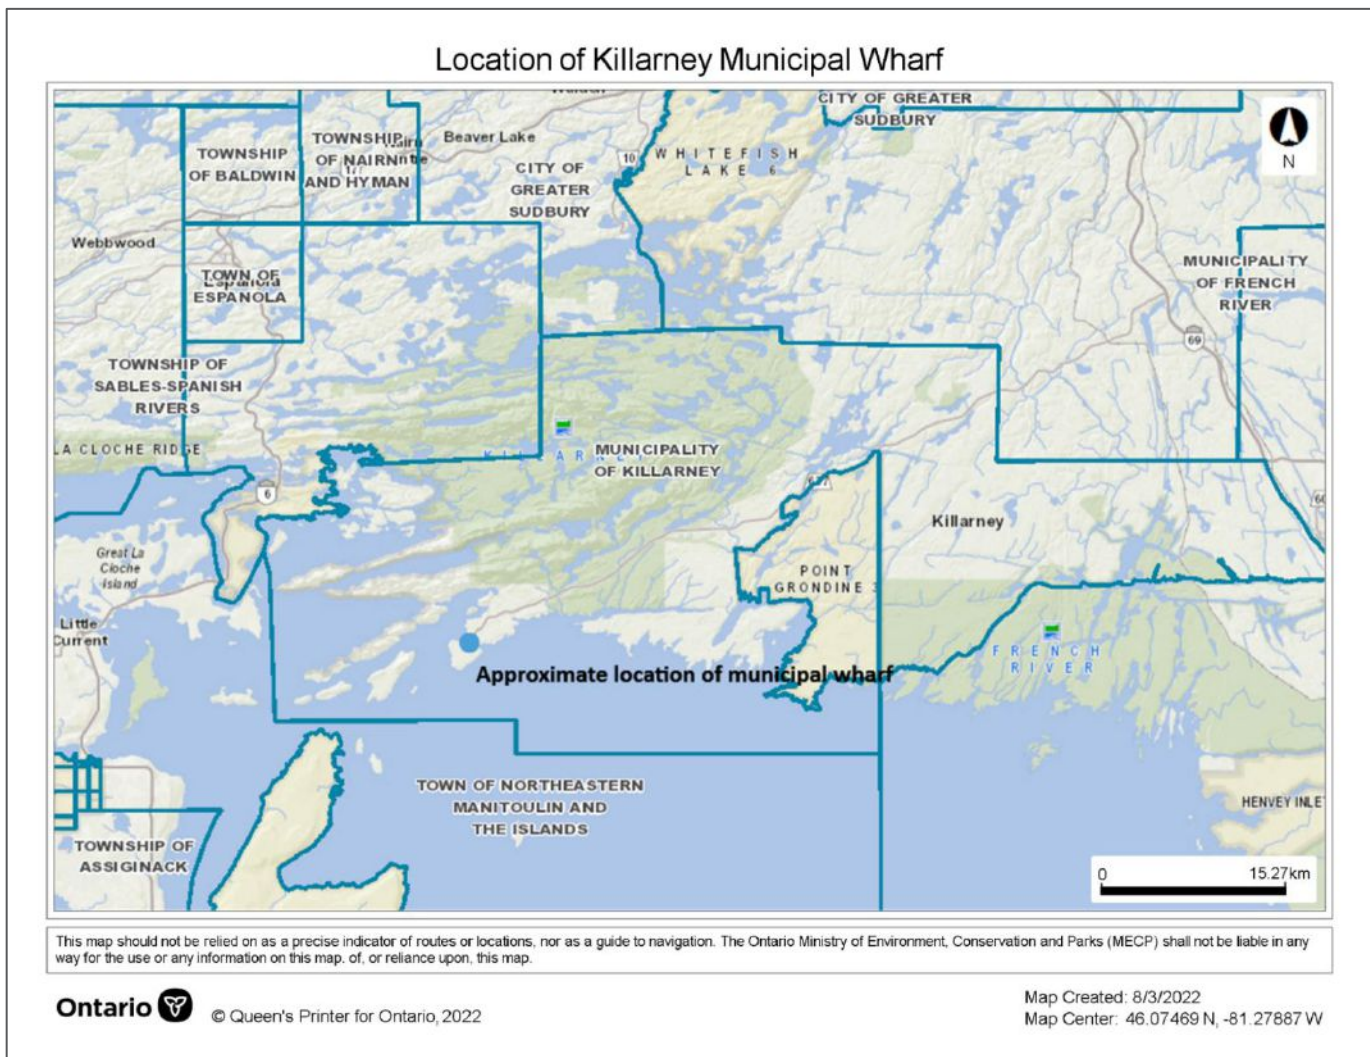 Location of Killarney Municipal Wharf
CITY OF GREATER
SUDBURY
N
TOWNSHIP
OF BALDWIN
TOWNSHIP
OF NAIRN
AND HYMAN
Beaver Lake
CITY OF
GREATER
SUDBURY
10
WHITEFISH
LAKE 6
Webbwood
TOWN OF
Espanola
ESPANOLA
MUNICIPALITY
OF FRENCH
RIVER
69
TOWNSHIP OF
SABLES-SPANISH
RIVERS
LA CLOCHE RIDGE
KILLARNEY
MUNICIPALITY
OF KILLARNEY
6
637
Killarney
Great La
Cloche
Island
POINT
GRONDINE 3
Little
Current
FRENCH
RIVER
Approximate location of municipal wharf
TOWN OF NORTHEASTERN
MANITOULIN AND
THE ISLANDS
HENVEY INLE
TOWNSHIP OF
ASSIGINACK
0 15.27km
This map should not be relied on as a precise indicator of routes or locations, nor as a guide to navigation. The Ontario Ministry of Environment, Conservation and Parks (MECP) shall not be liable in any
way for the use or any information on this map. of, or reliance upon, this map.
Ontario
© Queen's Printer for Ontario, 2022
Map Created: 8/3/2022
Map Center: 46.07469 N, -81.27887 W